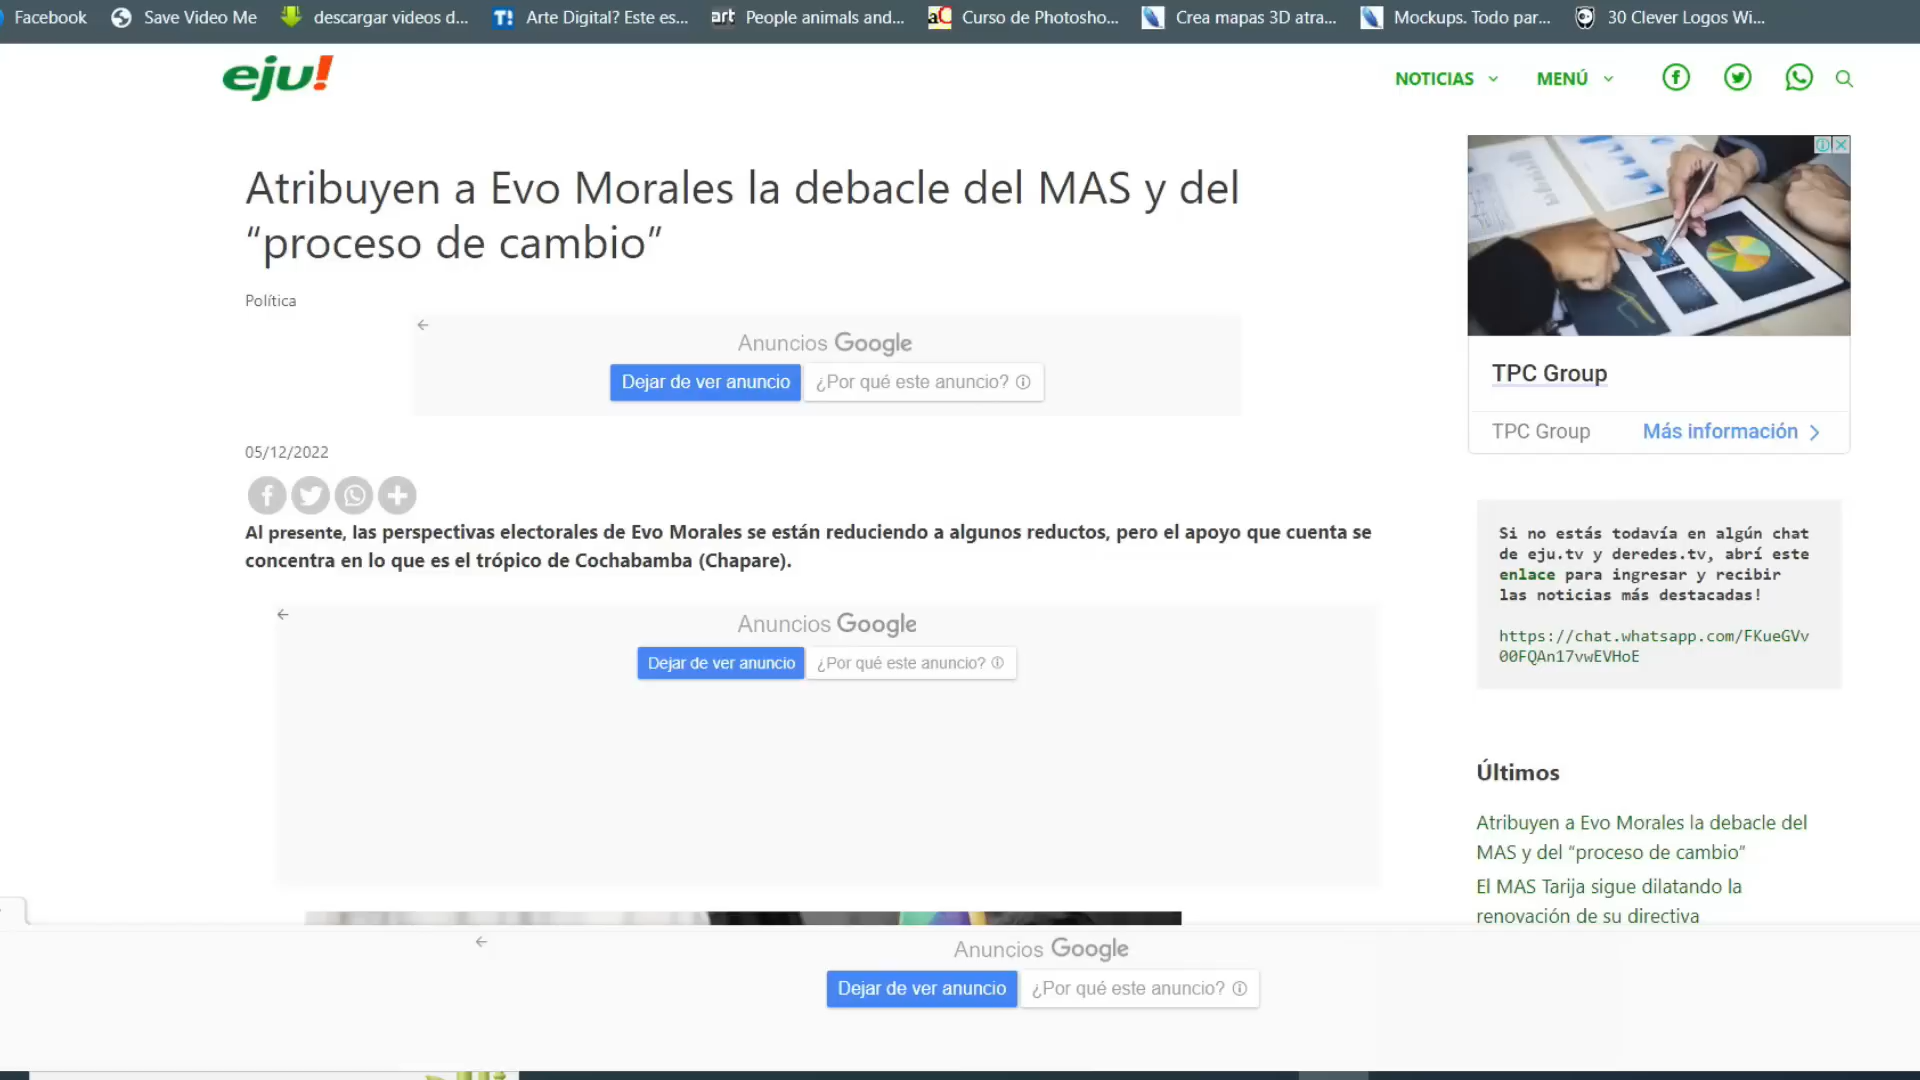 Facebook
Save Video Me
descargar videos d...
T!
Arte Digital? Este es...
art
People animals and...
aC
Curso de Photosho...
Crea mapas 3D atra...
Mockups. Todo par...
30 Clever Logos Wi...
eju!
NOTICIAS
MENÚ
Atribuyen a Evo Morales la debacle del MAS y del
“proceso de cambio”
Política
Anuncios Google
Dejar de ver anuncio
¿Por qué este anuncio?
05/12/2022
Al presente, las perspectivas electorales de Evo Morales se están reduciendo a algunos reductos, pero el apoyo que cuenta se
concentra en lo que es el trópico de Cochabamba (Chapare).
Anuncios Google
Dejar de ver anuncio
¿Por qué este anuncio?
TPC Group
TPC Group
Más información
Si no estás todavía en algún chat
de eju.tv y deredes.tv, abrí este
enlace para ingresar y recibir
las noticias más destacadas!
https://chat.whatsapp.com/FKueGVv
00FQAn17vwEVHoE
Últimos
Atribuyen a Evo Morales la debacle del
MAS y del “proceso de cambio”
El MAS Tarija sigue dilatando la
renovación de su directiva
Anuncios Google
Dejar de ver anuncio
¿Por qué este anuncio?